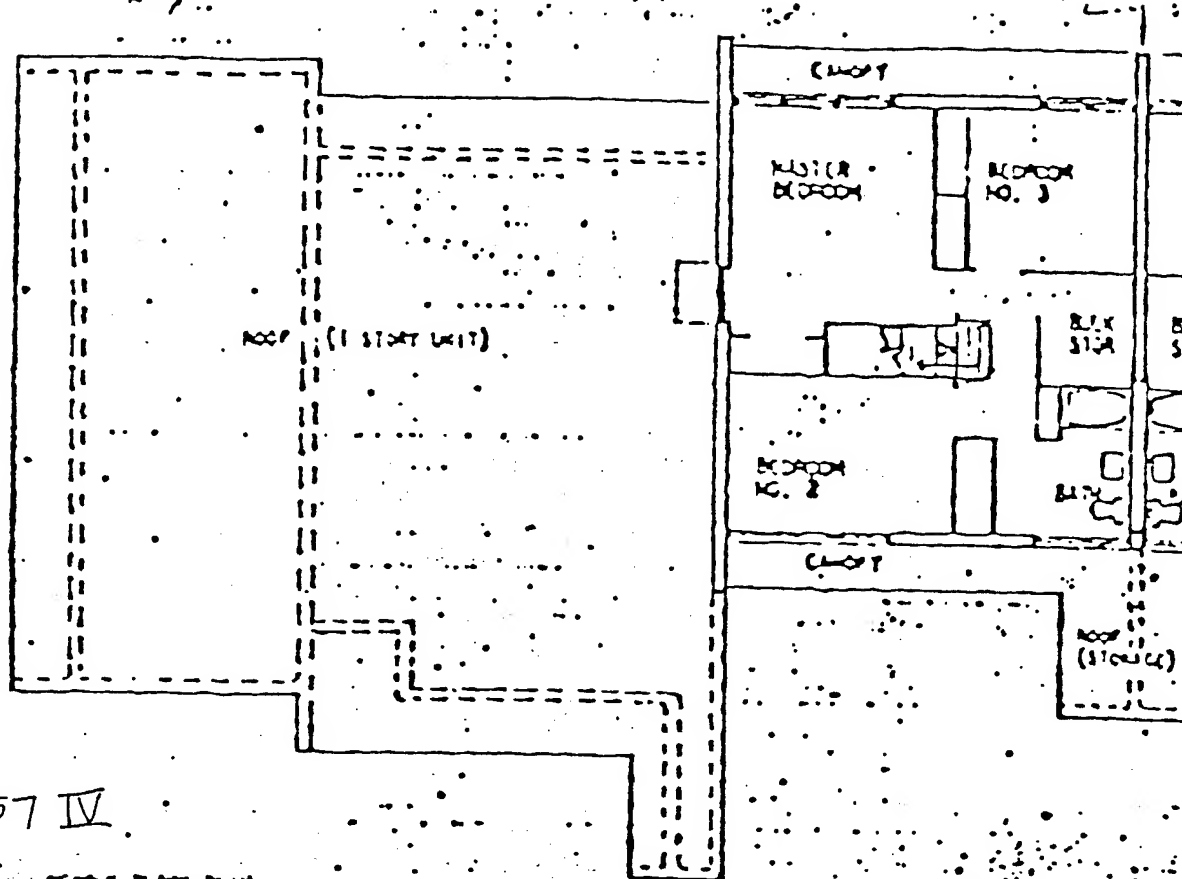 CANOPY
MASTER
BEDROOM
BEDROOM
NO. 3
ROOF (1 STORY UNIT)
BULK
STOR
B
S
BEDROOM
NO. 2
BATH
CANOPY
ROOF
(STORAGE)
57 IV